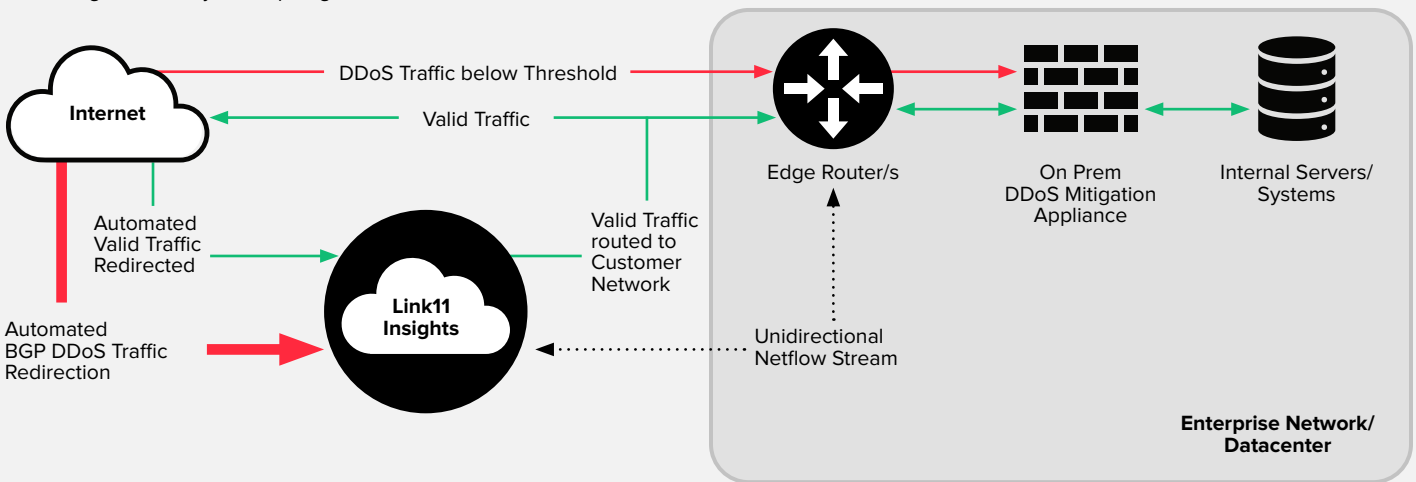 DDoS Traffic below Threshold
Internet
Valid Traffic
Edge Router/s
On Prem
DDoS Mitigation
Appliance
Internal Servers/
Systems
Automated
Valid Traffic
Redirected
Valid Traffic
routed to
Customer
Network
Link11
Insights
Automated
BGP DDoS Traffic
Redirection
Unidirectional
Netflow Stream
Enterprise Network/
Datacenter